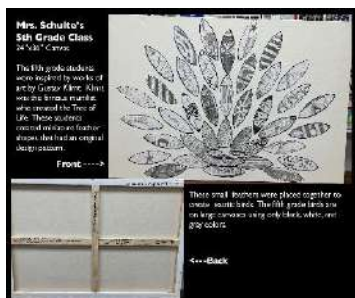 Mrs. Schulte's
5th Grade Class
24"x36" Canvas
The fifth grade students
were inspired by works of
art by Gustav Klimt. Klimt
was the famous muralist
who created the Tree of
Life. These students
created miniature feather
shapes that had an original
design pattern.
Front ---->
These small feathers were placed together to
create exotic birds. The fifth grade birds are
on large canvases using only black, white, and
gray colors.
<---Back